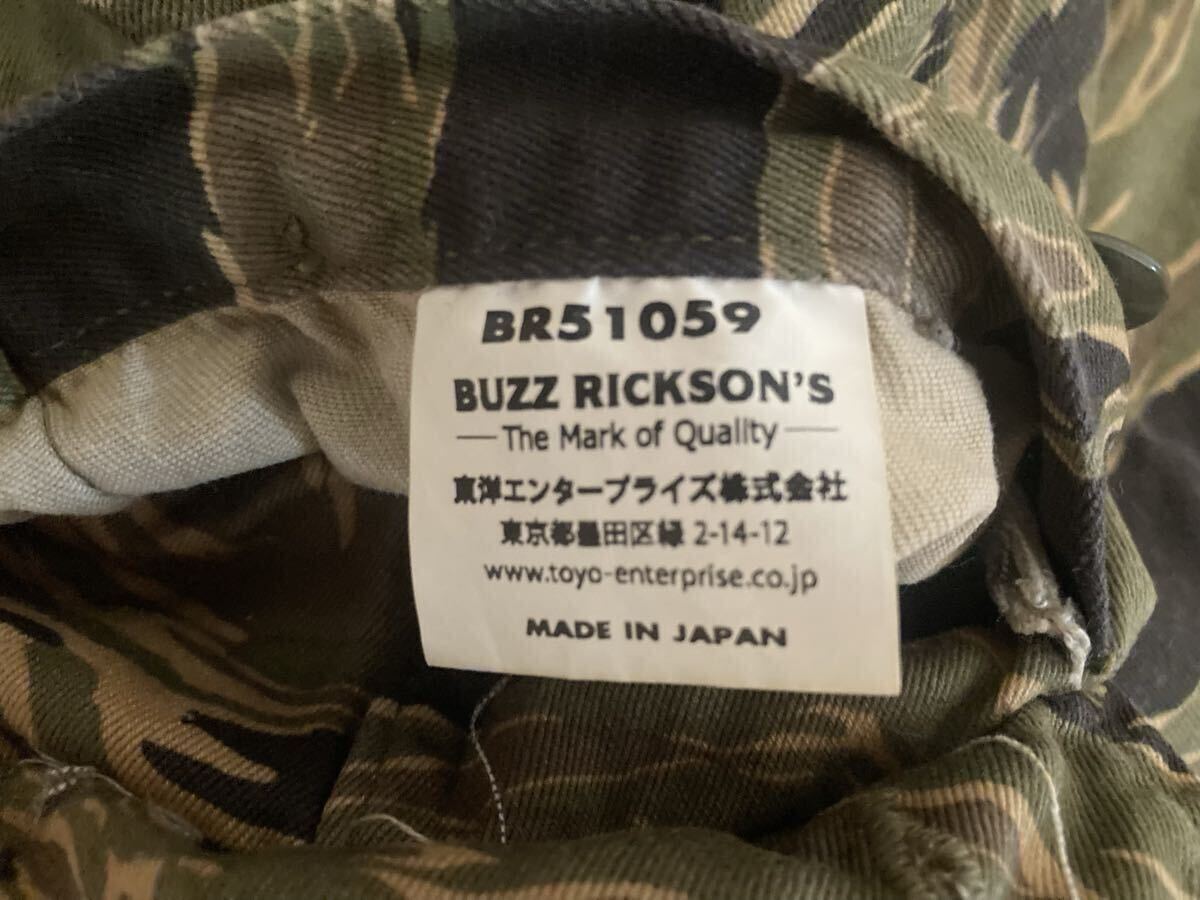 BR51059
BUZZ RICKSON'S
The Mark of Quality
東洋エンタープライズ株式会社
東京都墨田区緑 2-14-12
www.toyo-enterprise.co.jp
MADE IN JAPAN